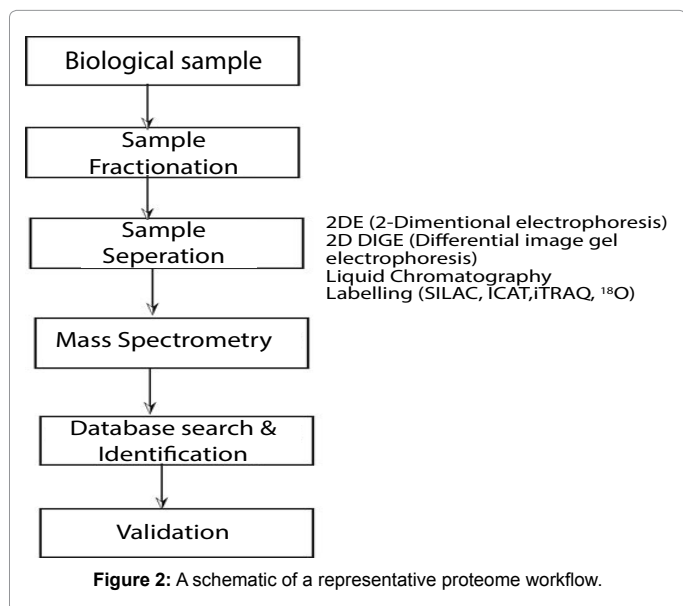 Biological sample
Sample
Fractionation
Sample
Seperation
2DE (2-Dimentional electrophoresis)
2D DIGE (Differential image gel
electrophoresis)
Liquid Chromatography
Labelling (SILAC, ICAT,iTRAQ, ¹⁸O)
Mass Spectrometry
Database search &
Identification
Validation
Figure 2: A schematic of a representative proteome workflow.